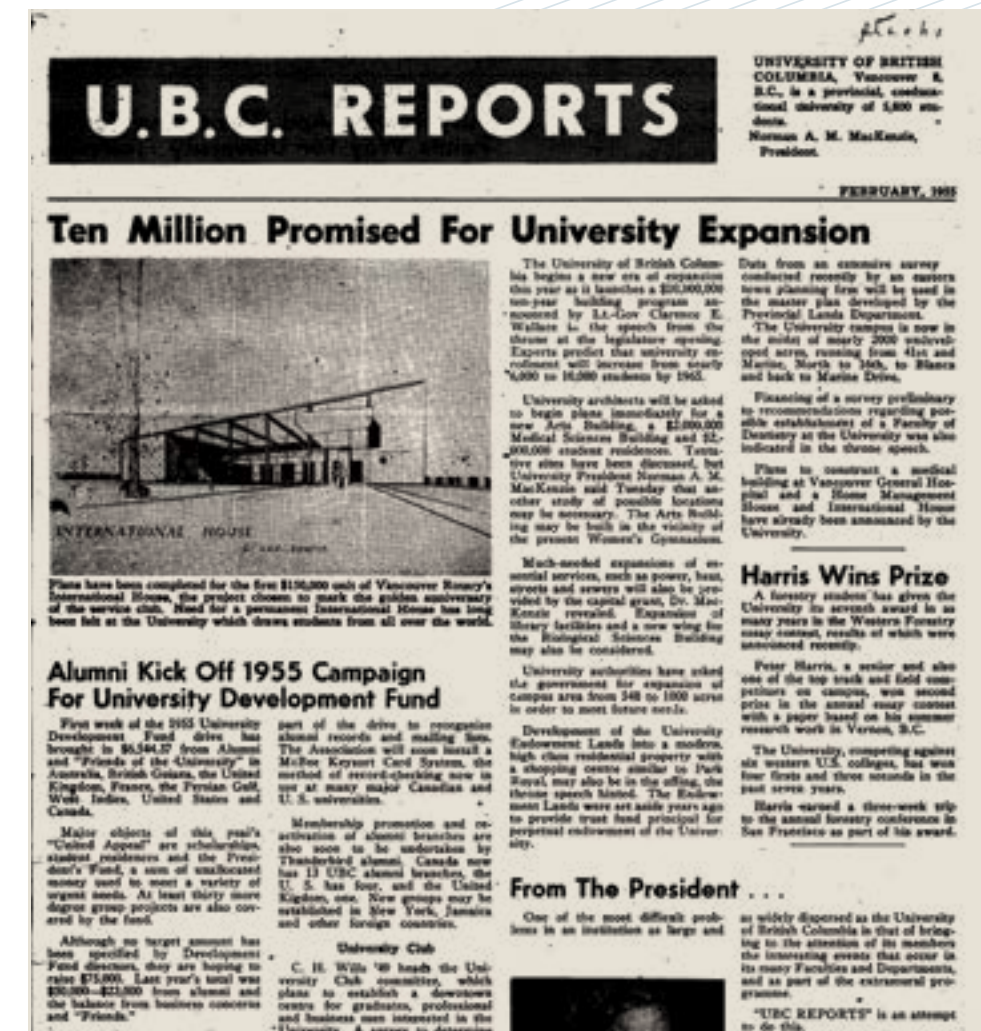 U.B.C. REPORTS
UNIVERSITY OF BRITISH
COLUMBIA, Vancouver 8,
B.C., is a provincial, coeduca-
tional university of 5,800 stu-
dents.
Norman A. M. MacKenzie,
President.
FEBRUARY, 1955
Ten Million Promised For University Expansion
INTERNATIONAL HOUSE
Plans have been completed for the first $150,000 unit of Vancouver Rotary's
International House, the project chosen to mark the golden anniversary
of the service club. Need for a permanent International House has long
been felt at the University which draws students from all over the world.
Alumni Kick Off 1955 Campaign
For University Development Fund
First week of the 1955 University
Development Fund drive has
brought in $6,544.57 from Alumni
and "Friends of the University" in
Australia, British Guiana, the United
Kingdom, France, the Persian Gulf,
West Indies, United States and
Canada.
Major objects of this year's
"United Appeal" are scholarships,
student residences and the Presi-
dent's Fund, a sum of unallocated
money used to meet a variety of
urgent needs. At least thirty more
degree group projects are also cov-
ered by the fund.
Although no target amount has
been specified by Development
Fund directors, they are hoping to
raise $75,000. Last year's total was
from alumni and
the balance from business concerns
and "Friends."
part of the drive to reorganize
alumni records and mailing lists.
The Association will soon install a
McBee Keysort Card System, the
method of record-checking now in
use at many major Canadian and
U. S. universities.
Membership promotion and re-
activation of alumni branches are
also soon to be undertaken by
Thunderbird alumni. Canada now
has 13 UBC alumni branches, the
U. S. has four, and the United
Kigdom, one. New groups may be
established in New York, Jamaica
and other foreign countries.
University Club
C. H. Wills '49 heads the Uni-
versity Club committee, which
plans to establish a downtown
centre for graduates, professional
and business men interested in the
University. A survey to determine
The University of British Colum-
bia begins a new era of expansion
this year as it launches a $10,000,000
ten-year building program an-
nounced by Lt.-Gov Clarence E.
Wallace in the speech from the
throne at the legislature opening.
Experts predict that university en-
rollment will increase from nearly
6,000 to 10,000 students by 1965.
University architects will be asked
to begin plans immediately for a
new Arts Building, a $2,000,000
Medical Sciences Building and $2,-
000,000 student residences. Tenta-
tive sites have been discussed, but
University President Norman A. M.
MacKenzie said Tuesday that an-
other study of possible locations
may be necessary. The Arts Build-
ing may be built in the vicinity of
the present Women's Gymnasium.
Much-needed expansions of es-
sential services, such as power, heat,
streets and sewers will also be pro-
vided by the capital grant, Dr. Mac-
Kenzie revealed. Expansion of
library facilities and a new wing for
the Biological Sciences Building
may also be considered.
University authorities have asked
the government for expansion of
campus area from 548 to 1000 acres
in order to meet future needs.
Development of the University
Endowment Lands into a modern,
high class residential property with
a shopping centre similar to Park
Royal, may also be in the offing, the
throne speech hinted. The Endow-
ment Lands were set aside years ago
to provide trust fund principal for
perpetual endowment of the Univer-
sity.
Data from an extensive survey
conducted recently by an eastern
town planning firm will be used in
the master plan developed by the
Provincial Lands Department.
The University campus is now in
the midst of nearly 2000 undevel-
oped acres, running from 41st and
Marine, North to 16th, to Blanca
and back to Marine Drive.
Financing of a survey preliminary
to recommendations regarding pos-
sible establishment of a Faculty of
Dentistry at the University was also
indicated in the throne speech.
Plans to construct a medical
building at Vancouver General Hos-
pital and a Home Management
House and International House
have already been announced by the
University.
Harris Wins Prize
A forestry student has given the
University its seventh award in as
many years in the Western Forestry
essay contest, results of which were
announced recently.
Peter Harris, a senior and also
one of the top track and field com-
petitors on campus, won second
prize in the annual essay contest
with a paper based on his summer
research work in Vernon, B.C.
The University, competing against
six western U.S. colleges, has won
four firsts and three seconds in the
past seven years.
Harris earned a three-week trip
to the annual forestry conference in
San Francisco as part of his award.
From The President . . .
One of the most difficult prob-
lems in an institution as large and
as widely dispersed as the University
of British Columbia is that of bring-
ing to the attention of its members
the interesting events that occur in
its many Faculties and Departments,
and as part of the extramural pro-
gramme.
"UBC REPORTS" is an attempt
to do this.